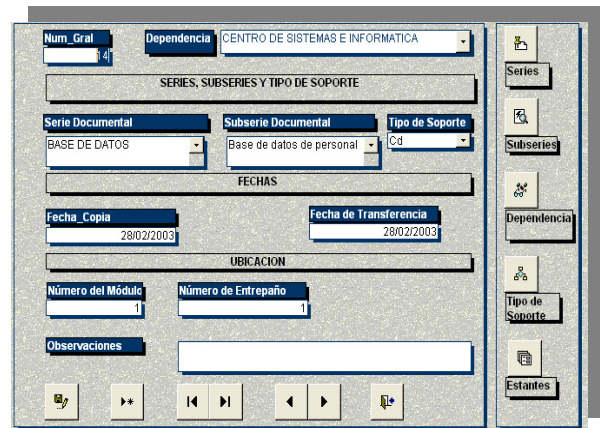 Num_Gral Dependencia CENTRO DE SISTEMAS E INFORMATICA
14
SERIES, SUBSERIES Y TIPO DE SOPORTE
Serie Documental Subserie Documental Tipo de Soporte
BASE DE DATOS Base de datos de personal Cd
FECHAS
Fecha_Copia Fecha de Transferencia
28/02/2003 28/02/2003
UBICACION
Número del Módulo Número de Entrepaño
1 1
Observaciones
Series
Subseries
Dependencia
Tipo de
Soporte
Estantes